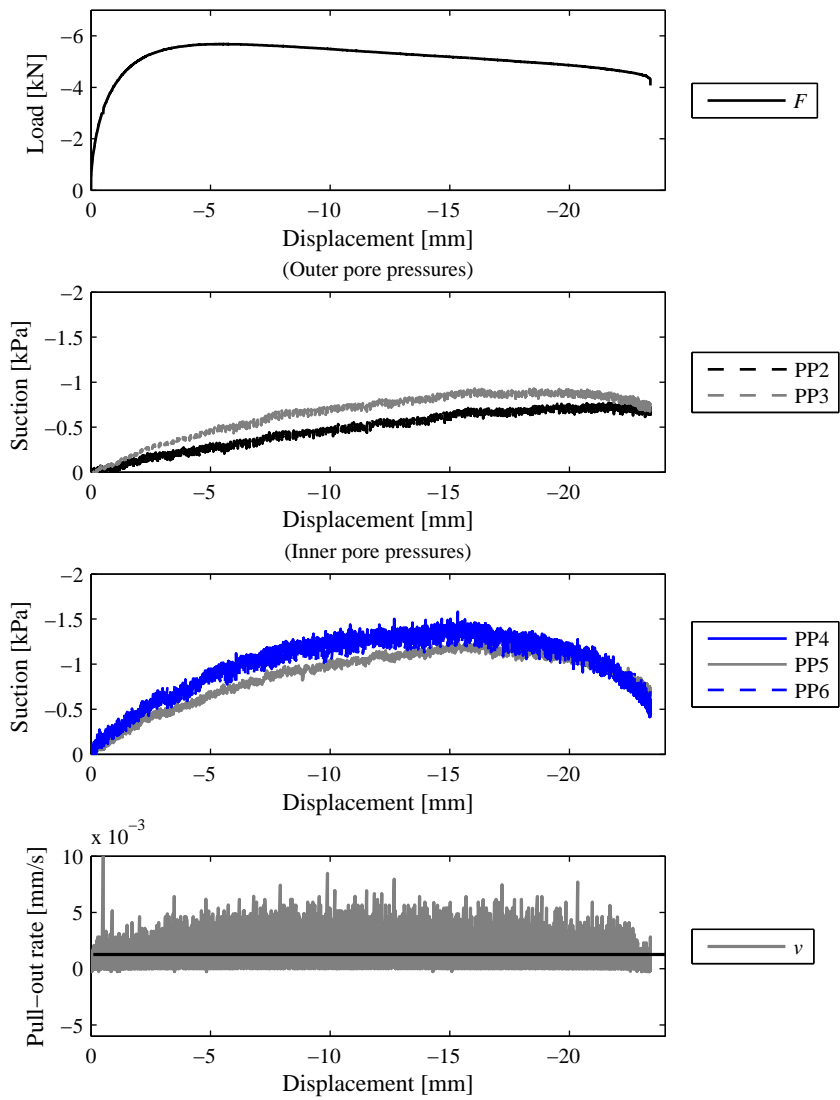 −6
−4
−2
0
Load [kN]
0 −5 −10 −15 −20
Displacement [mm]
F
(Outer pore pressures)
−2
−1.5
−1
−0.5
0
Suction [kPa]
0 −5 −10 −15 −20
Displacement [mm]
PP2
PP3
(Inner pore pressures)
−2
−1.5
−1
−0.5
0
Suction [kPa]
0 −5 −10 −15 −20
Displacement [mm]
PP4
PP5
PP6
x 10−3
10
5
0
−5
Pull−out rate [mm/s]
0 −5 −10 −15 −20
Displacement [mm]
v